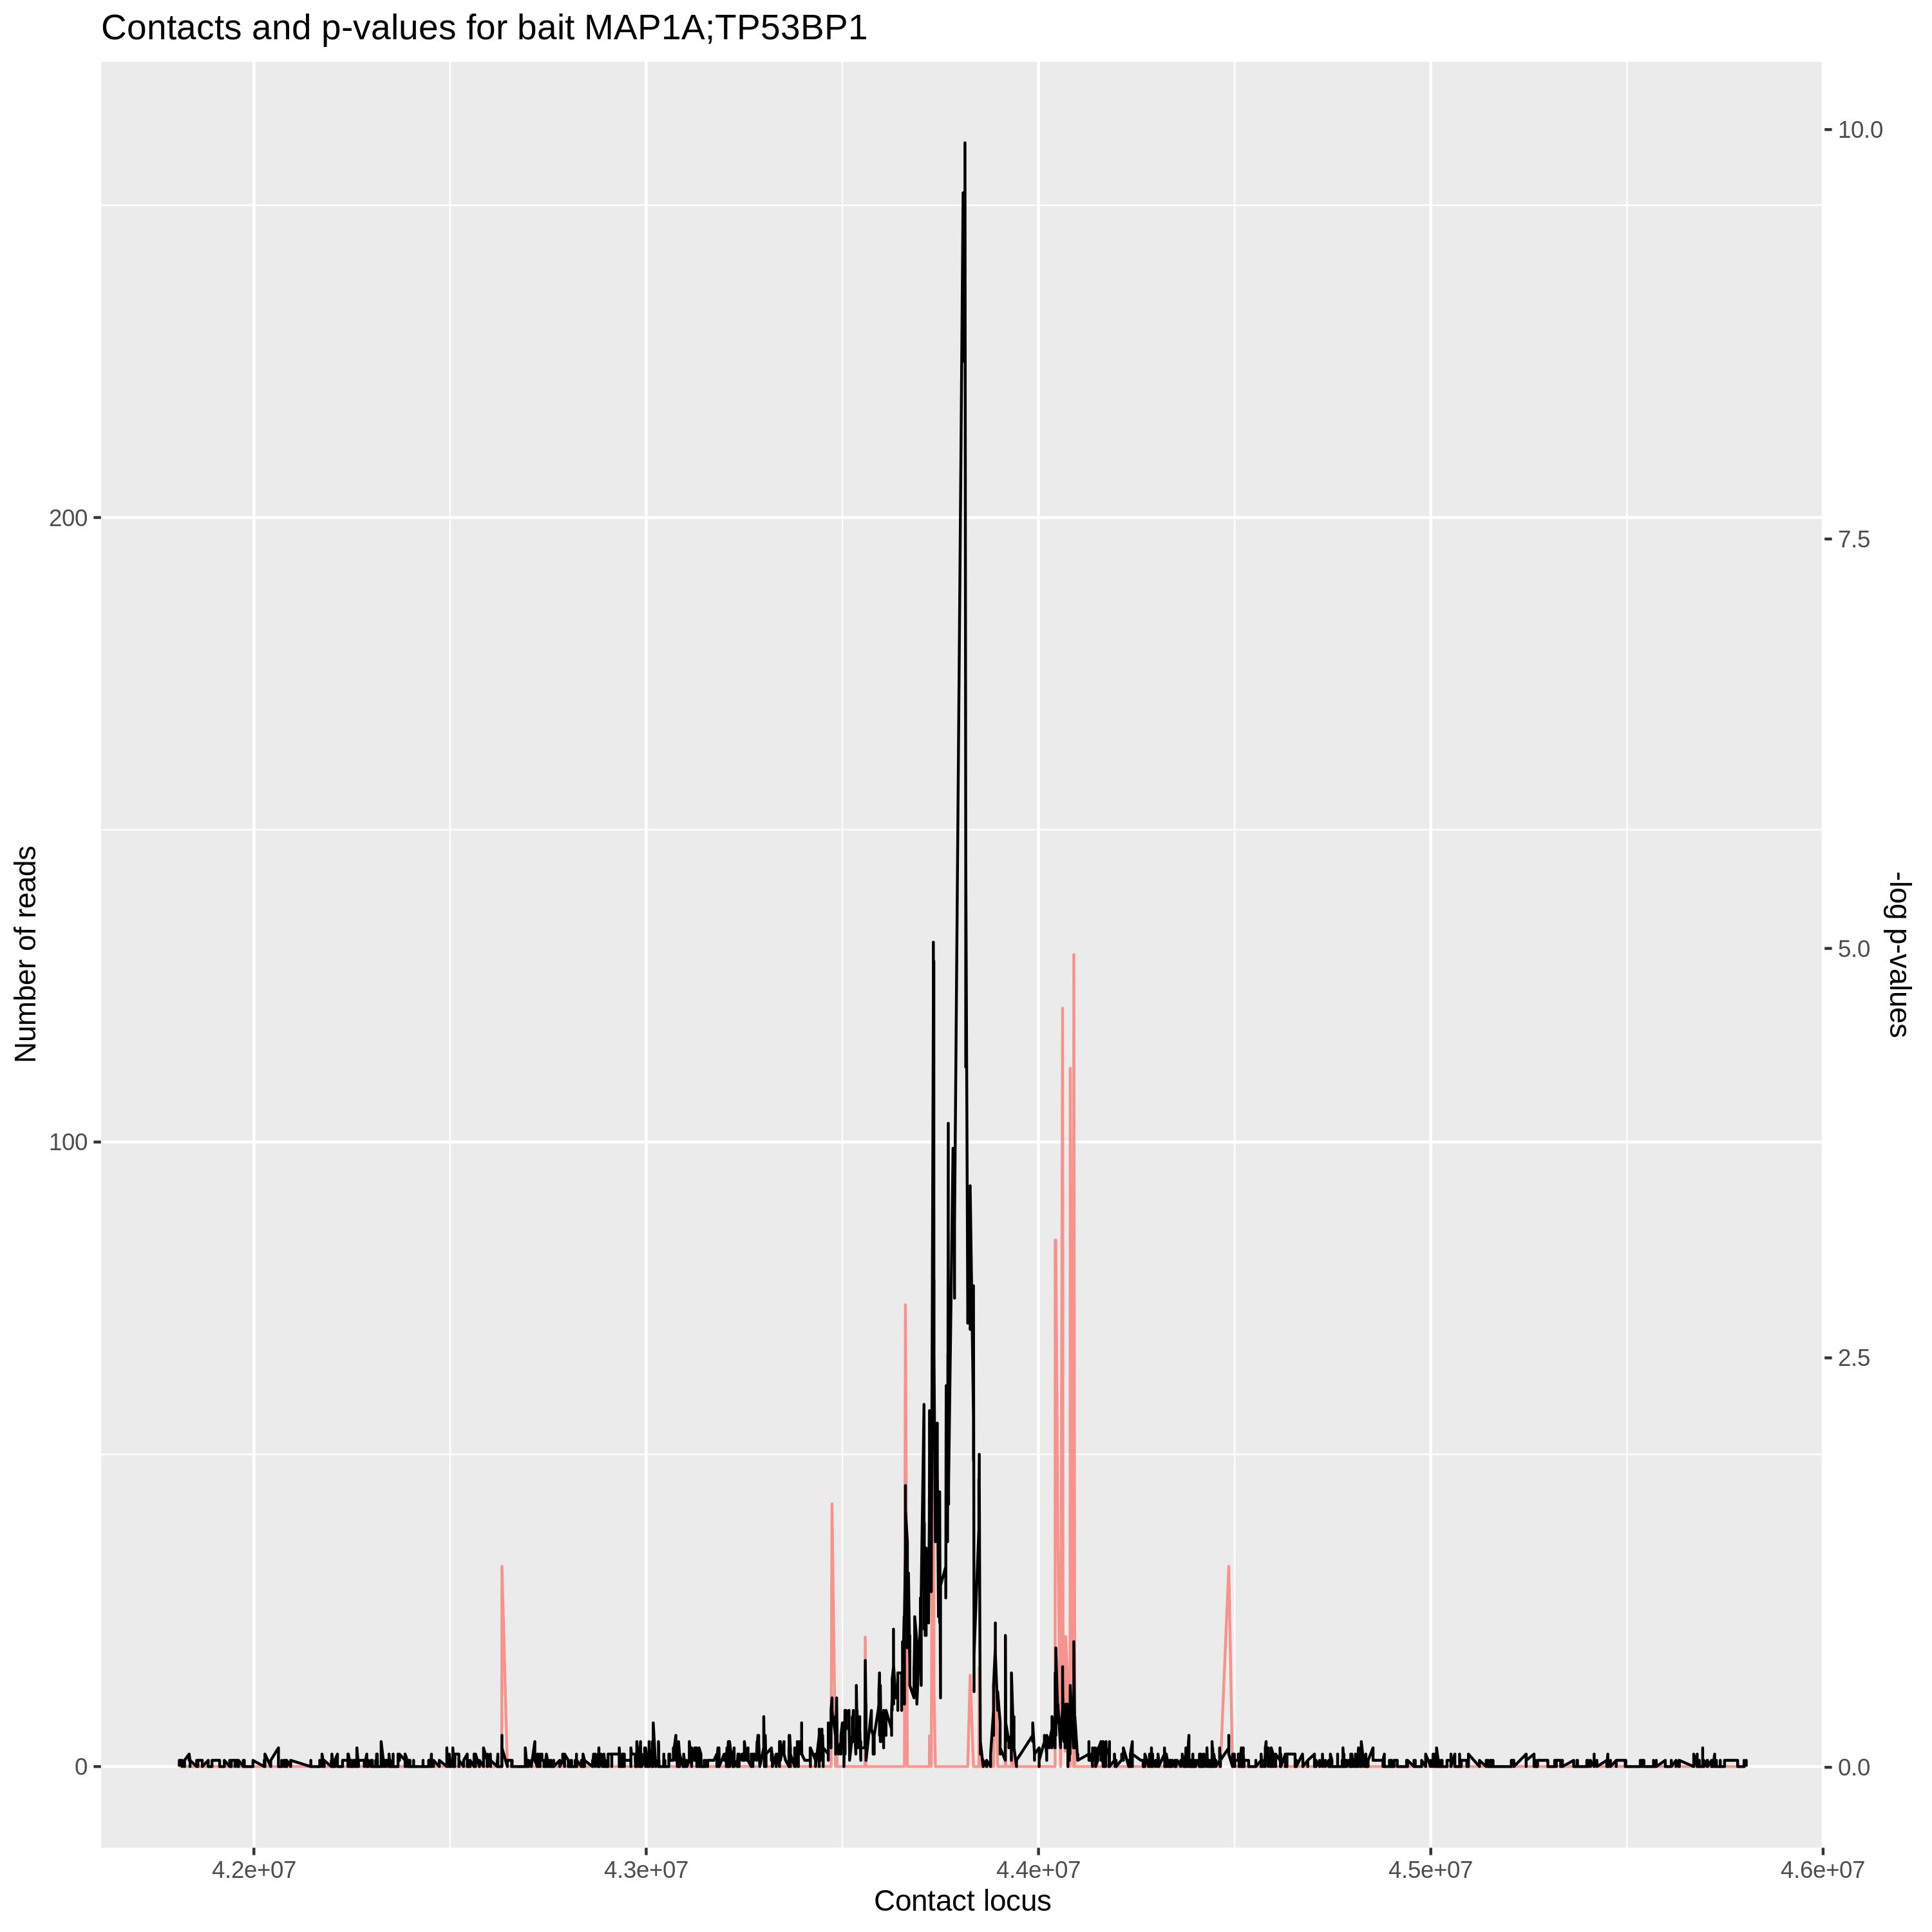 Contacts and p-values for bait MAP1A;TP53BP1
10.0
200
7.5
Number of reads
5.0
-log p-values
100
2.5
0
0.0
4.2e+07
4.3e+07
4.4e+07
4.5e+07
4.6e+07
Contact locus